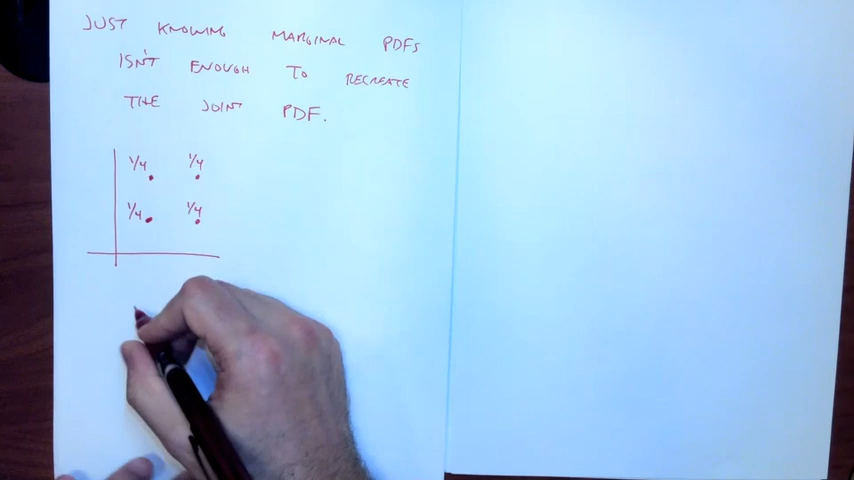 JUST KNOWING MARGINAL PDFS
ISN'T ENOUGH TO RECREATE
THE JOINT PDF.
1/4 1/4
1/4 1/4